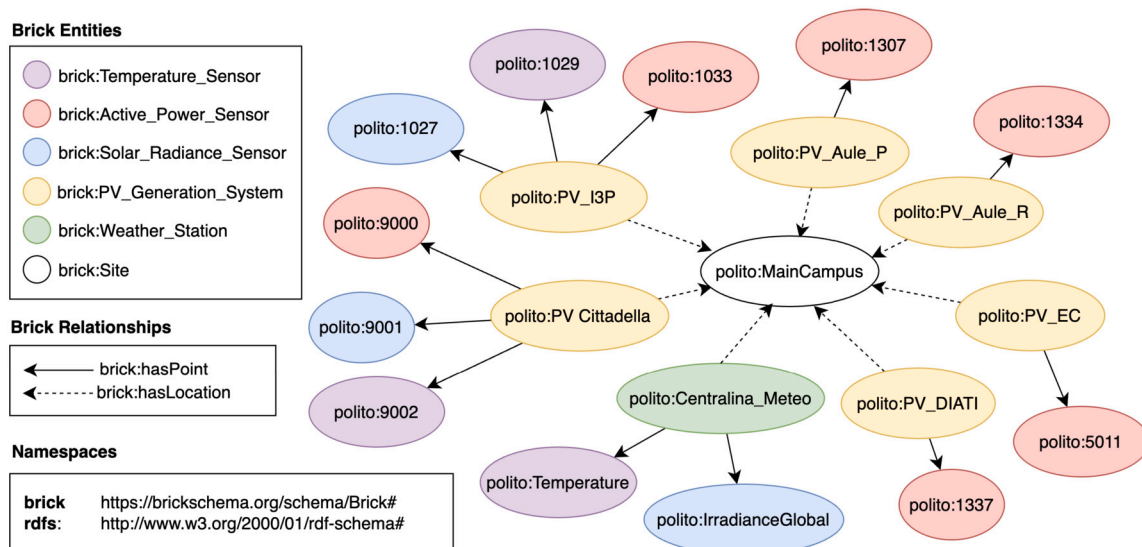 Brick Entities
brick:Temperature_Sensor
brick:Active_Power_Sensor
brick:Solar_Radiance_Sensor
brick:PV_Generation_System
brick:Weather_Station
brick:Site
Brick Relationships
brick:hasPoint
brick:hasLocation
Namespaces
brick https://brickschema.org/schema/Brick#
rdfs: http://www.w3.org/2000/01/rdf-schema#
polito:1029
polito:1033
polito:1307
polito:1027
polito:1334
polito:PV_Aule_P
polito:PV_I3P
polito:PV_Aule_R
polito:9000
polito:MainCampus
polito:9001
polito:PV Cittadella
polito:PV_EC
polito:9002
polito:Centralina_Meteo
polito:PV_DIATI
polito:5011
polito:Temperature
polito:IrradianceGlobal
polito:1337